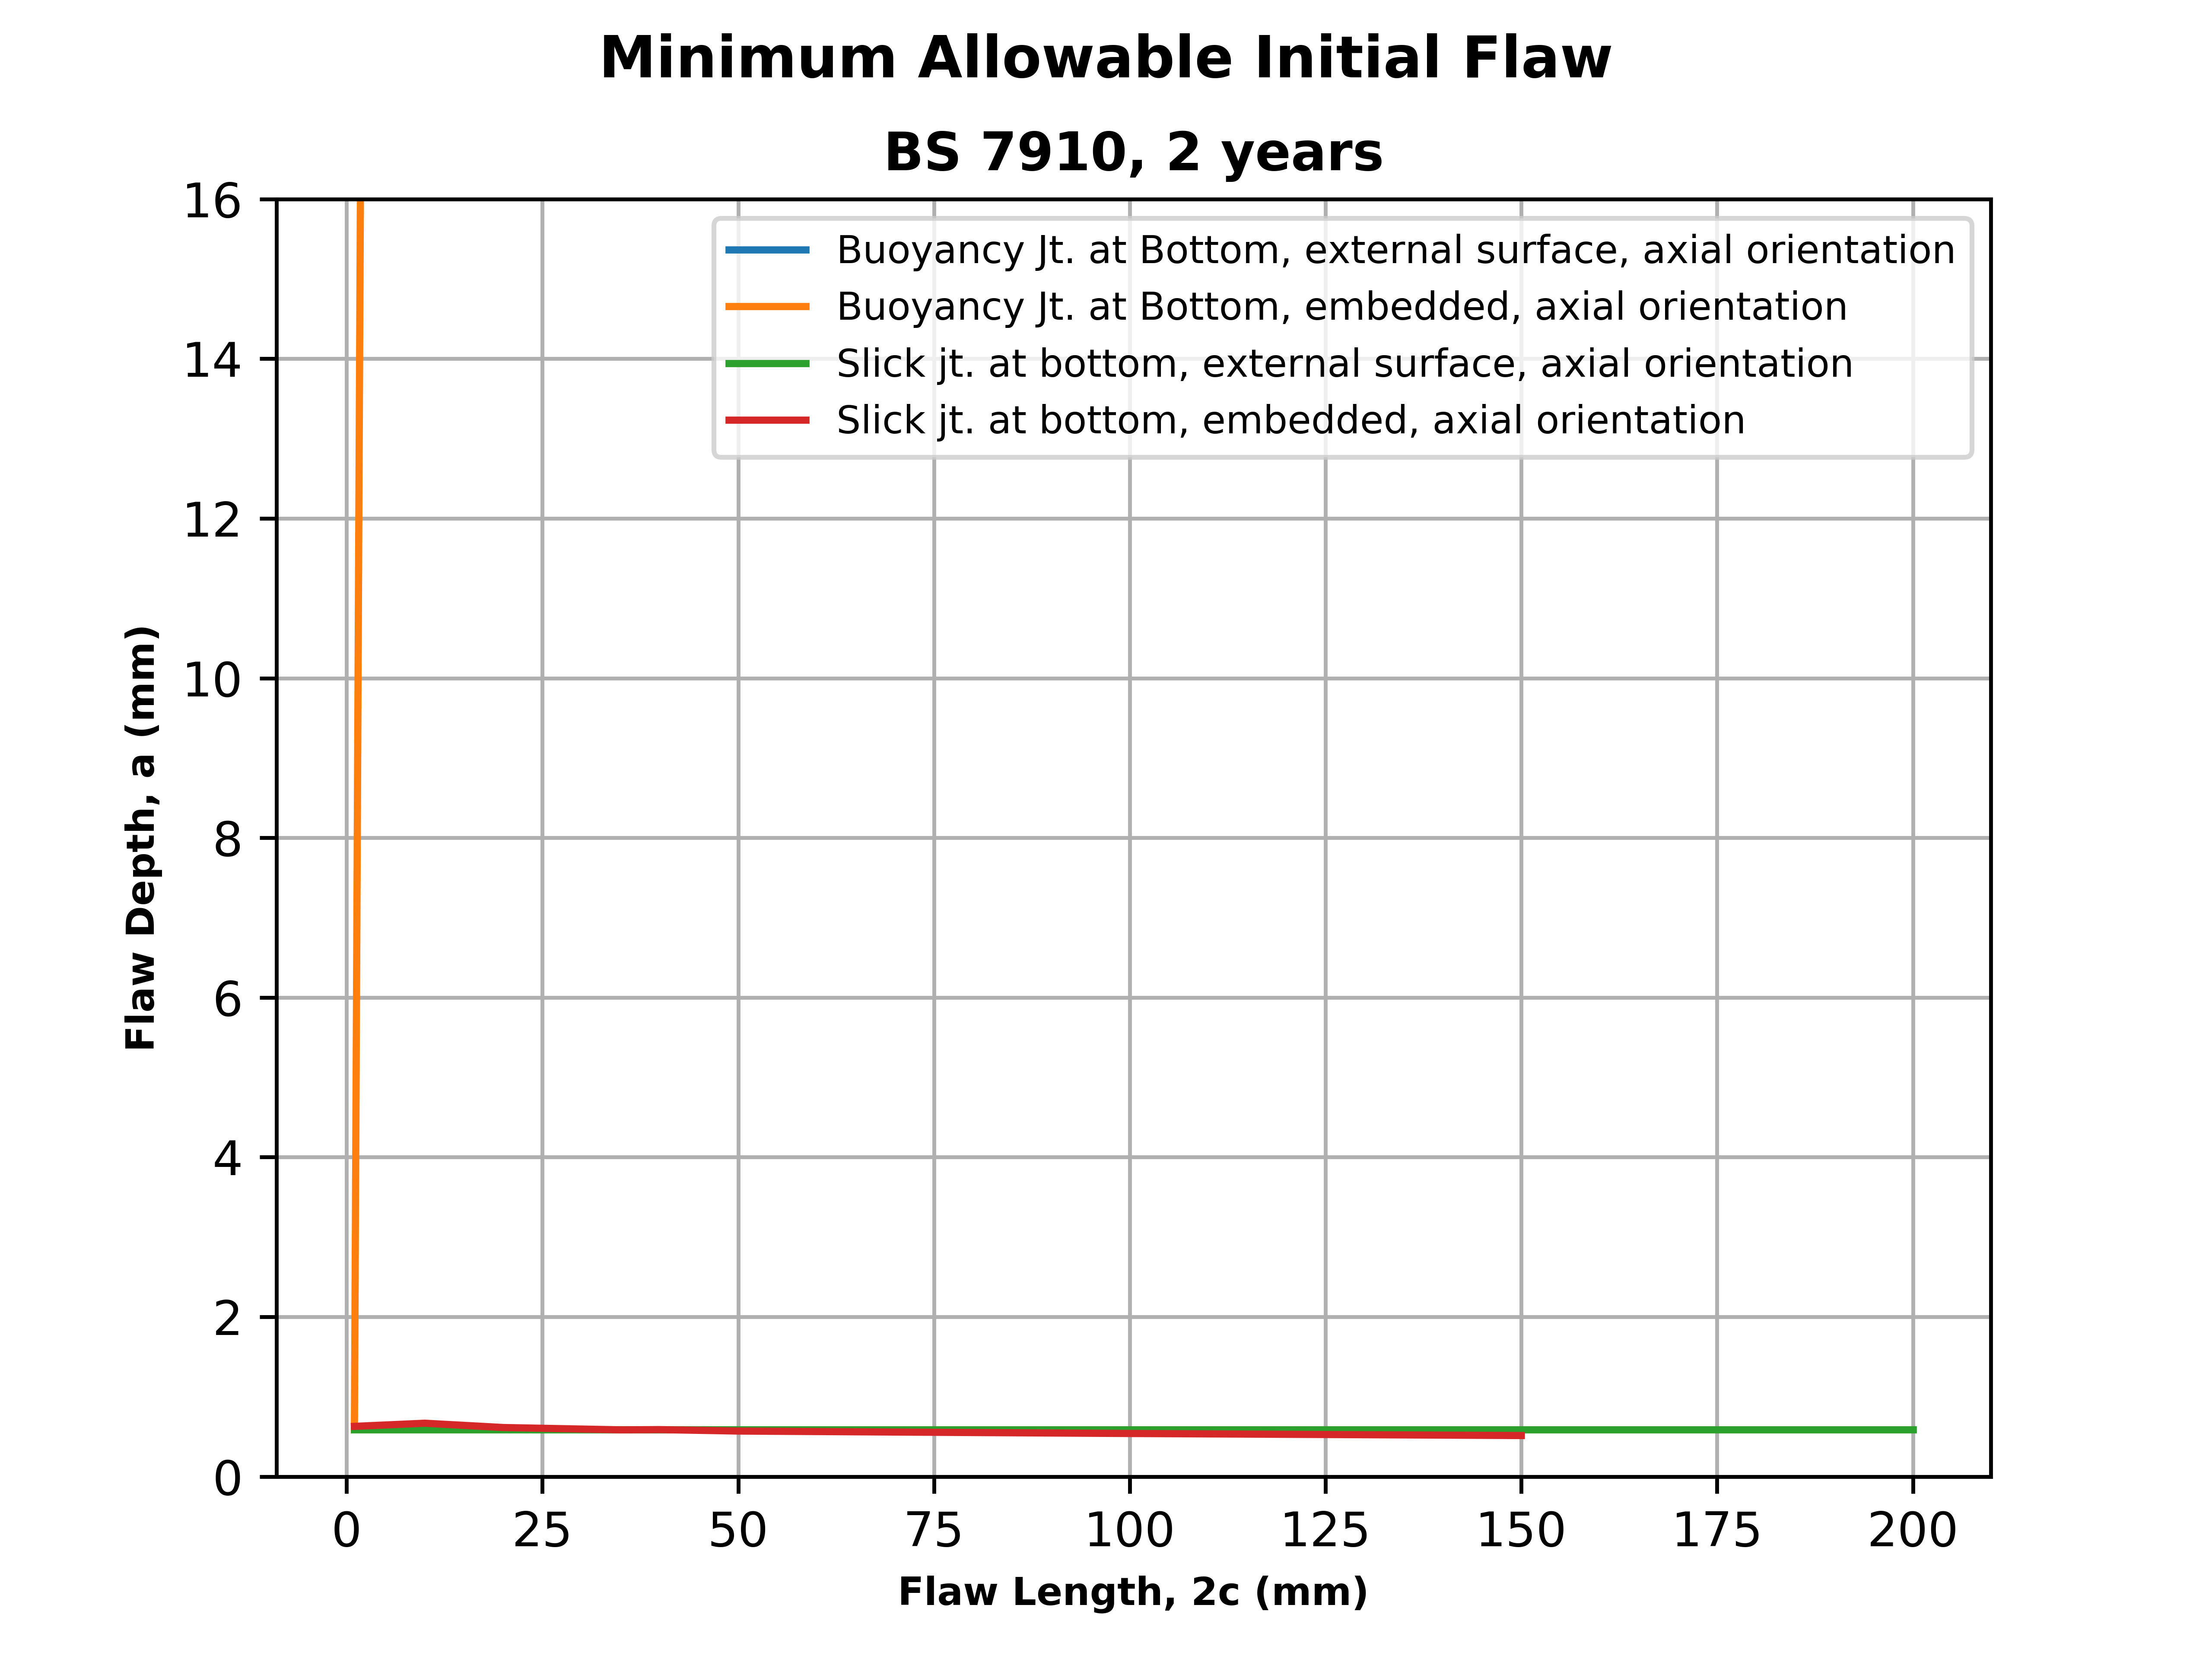 Minimum Allowable Initial Flaw
BS 7910, 2 years
16
14
12
10
8
6
4
2
0
Flaw Depth, a (mm)
Buoyancy Jt. at Bottom, external surface, axial orientation
Buoyancy Jt. at Bottom, embedded, axial orientation
Slick jt. at bottom, external surface, axial orientation
Slick jt. at bottom, embedded, axial orientation
0 25 50 75 100 125 150 175 200
Flaw Length, 2c (mm)